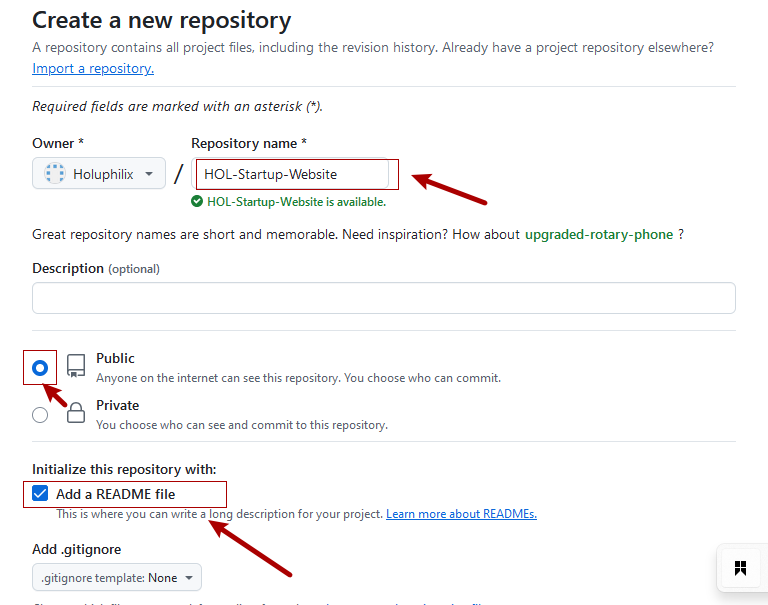 Create a new repository
A repository contains all project files, including the revision history. Already have a project repository elsewhere?
Import a repository.
Required fields are marked with an asterisk (*).
Owner * Repository name *
Holuphilix / HOL-Startup-Website
HOL-Startup-Website is available.
Great repository names are short and memorable. Need inspiration? How about upgraded-rotary-phone ?
Description (optional)
Public
Anyone on the internet can see this repository. You choose who can commit.
Private
You choose who can see and commit to this repository.
Initialize this repository with:
Add a README file
This is where you can write a long description for your project. Learn more about READMEs.
Add .gitignore
.gitignore template: None